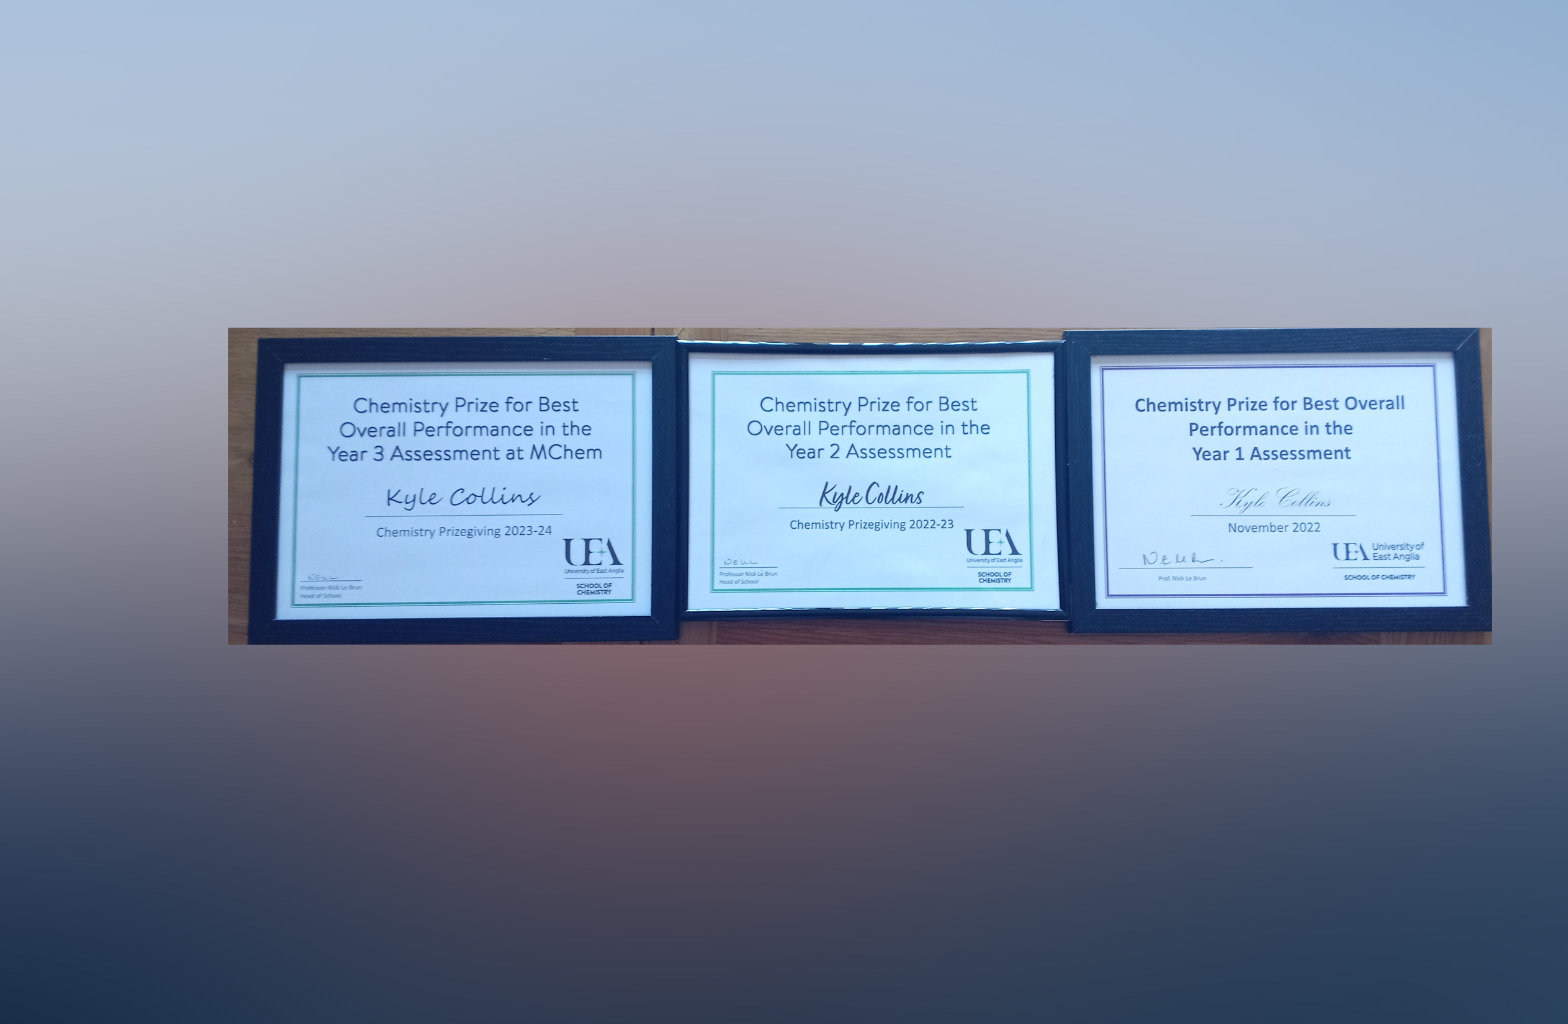 Chemistry Prize for Best
Overall Performance in the
Year 3 Assessment at MChem
Kyle Collins
Chemistry Prizegiving 2023-24
Professor Nick Le Brun
Head of School
UEA
University of East Anglia
SCHOOL OF
CHEMISTRY
Chemistry Prize for Best
Overall Performance in the
Year 2 Assessment
Kyle Collins
Chemistry Prizegiving 2022-23
Professor Nick Le Brun
Head of School
UEA
University of East Anglia
SCHOOL OF
CHEMISTRY
Chemistry Prize for Best Overall
Performance in the
Year 1 Assessment
Kyle Collins
November 2022
Prof. Nick Le Brun
UEA University of
East Anglia
SCHOOL OF CHEMISTRY